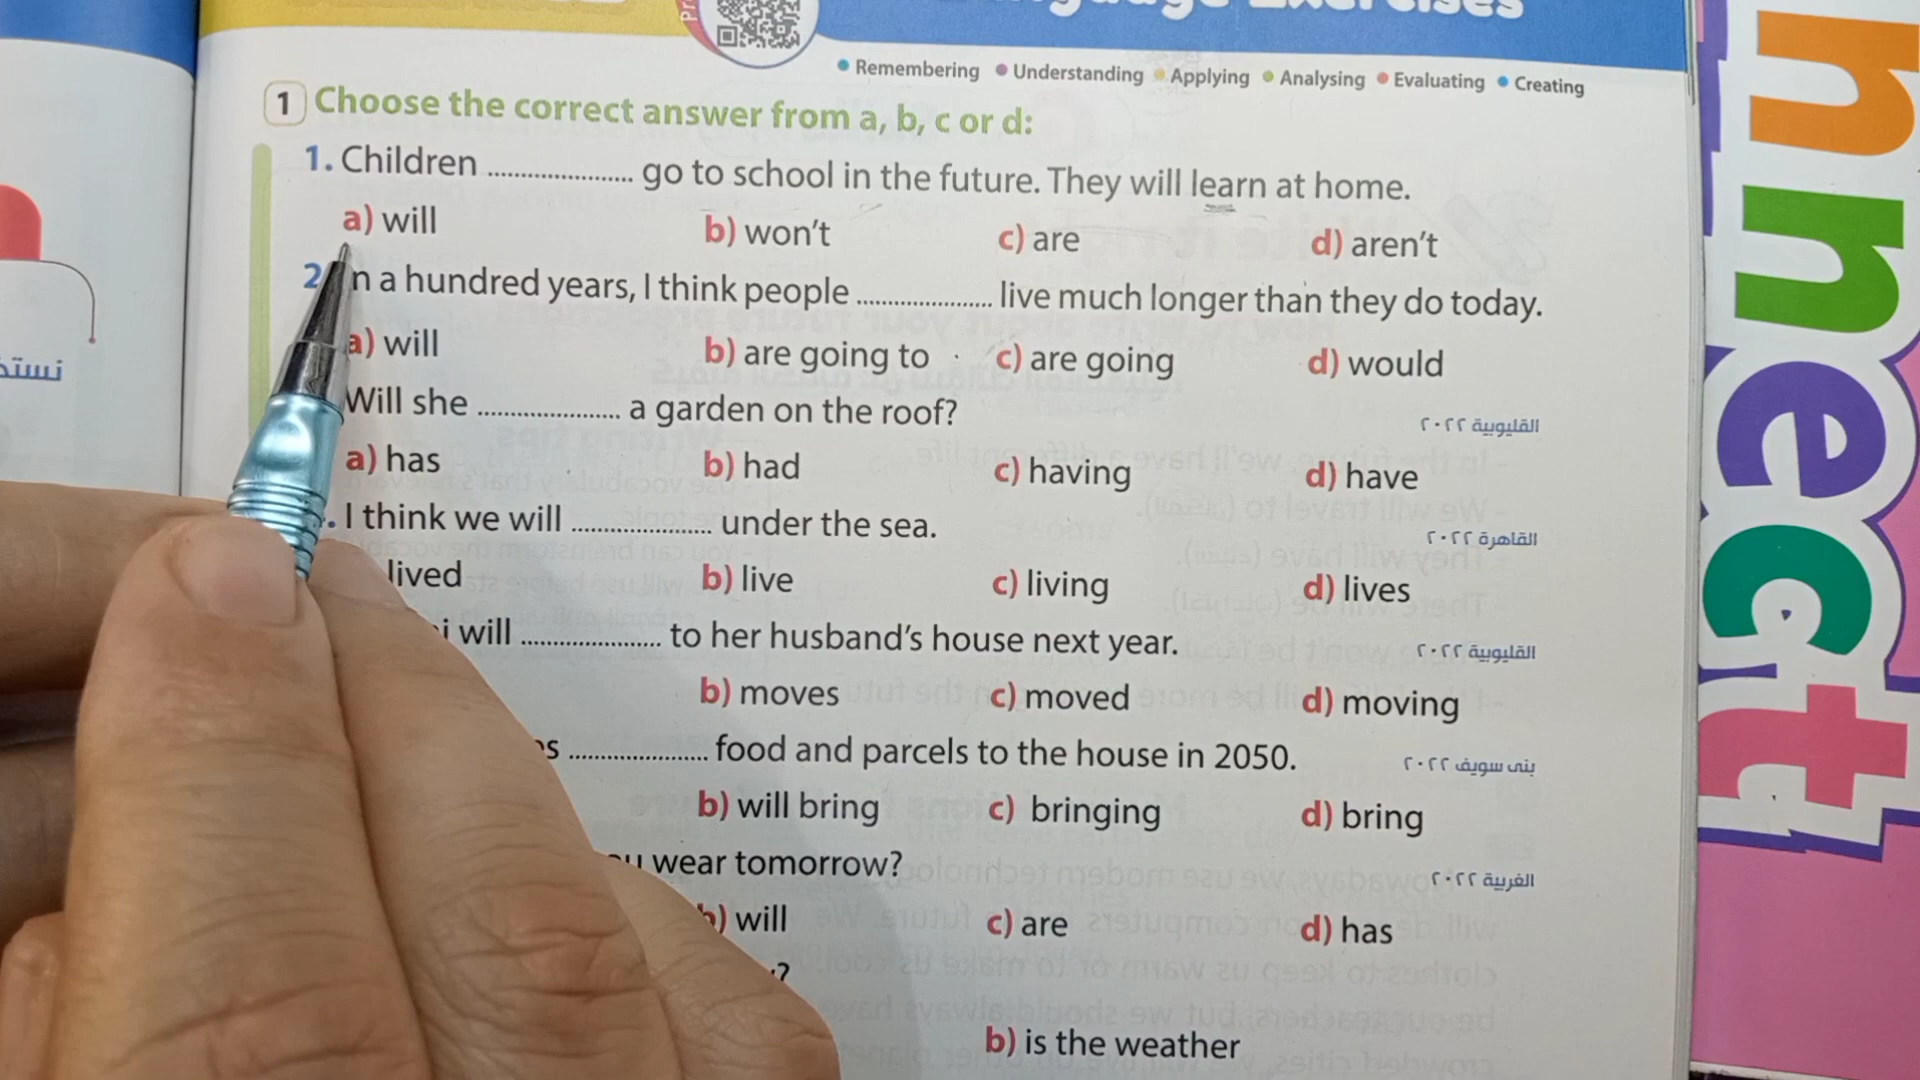 Remembering Understanding Applying Analysing Evaluating Creating
1 Choose the correct answer from a, b, c or d:
1. Children .................... go to school in the future. They will learn at home.
a) will b) won't c) are d) aren't
2 n a hundred years, I think people .................... live much longer than they do today.
a) will b) are going to c) are going d) would
Will she .................... a garden on the roof? القليوبية ٢٠٢٢
a) has b) had c) having d) have
. I think we will .................... under the sea. القاهرة ٢٠٢٢
lived b) live c) living d) lives
i will .................... to her husband's house next year. القليوبية ٢٠٢٢
b) moves c) moved d) moving
s .................... food and parcels to the house in 2050. بنى سويف ٢٠٢٢
b) will bring c) bringing d) bring
wear tomorrow? الغربية ٢٠٢٢
b) will c) are d) has
?
b) is the weather
nnect